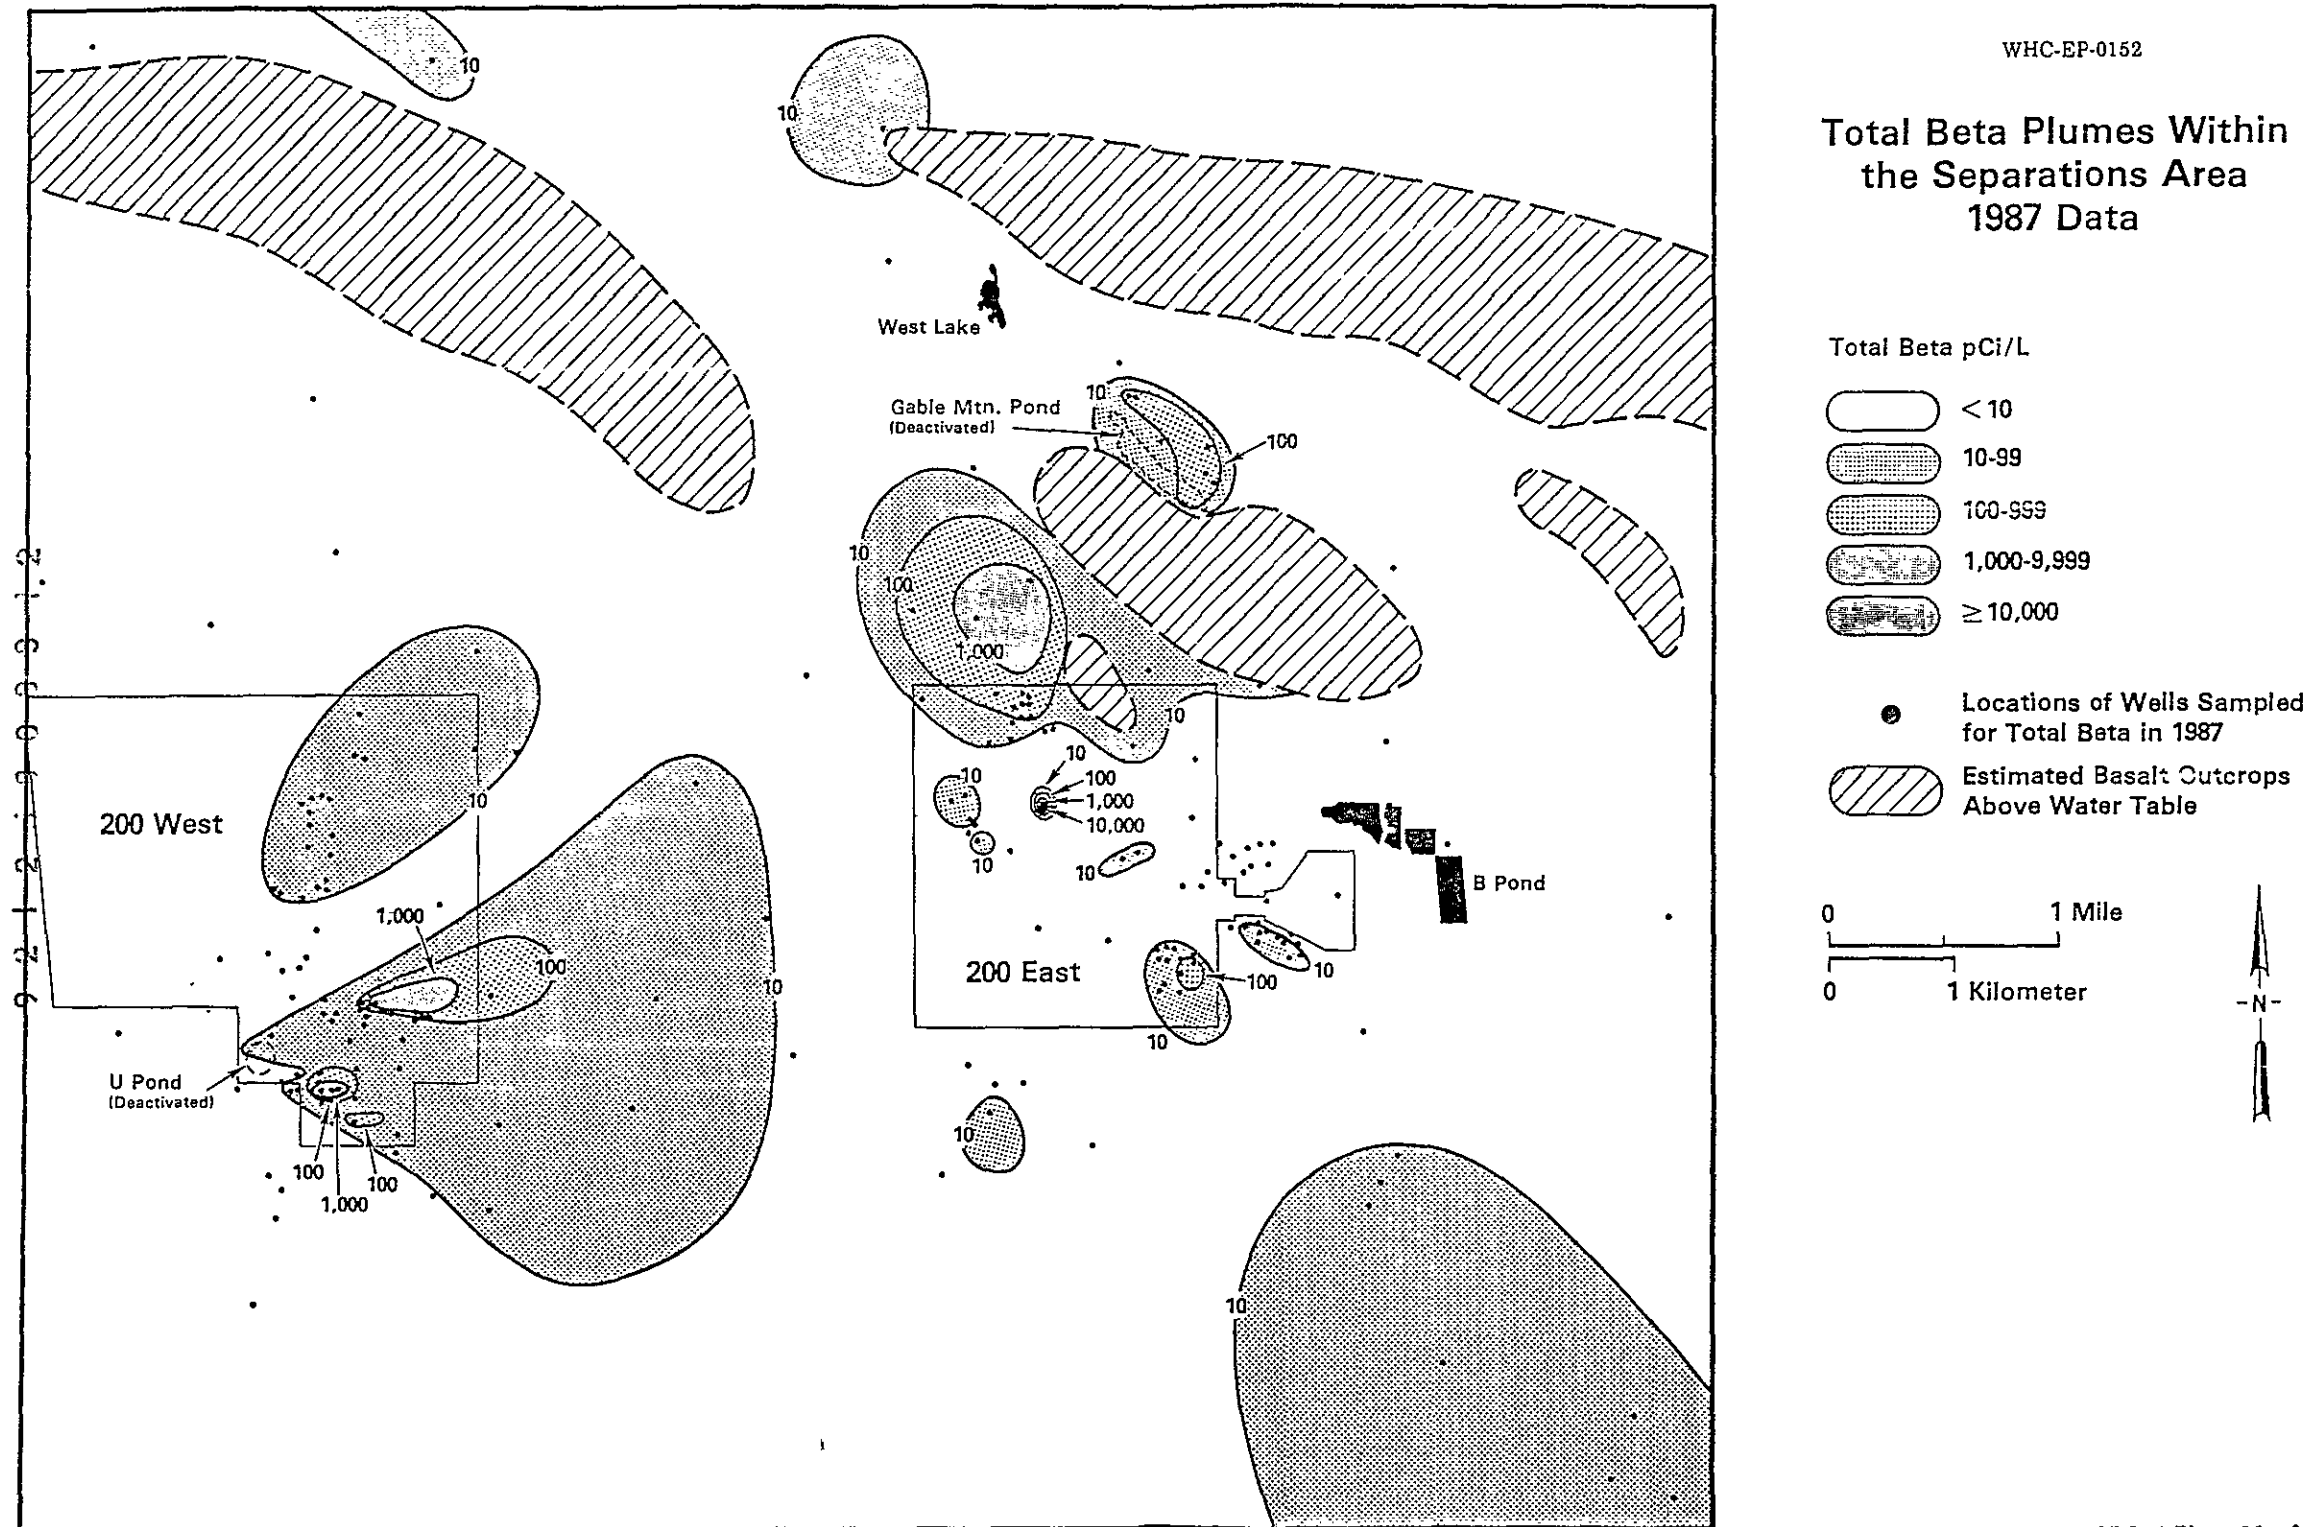 WHC-EP-0152
Total Beta Plumes Within
the Separations Area
1987 Data
Total Beta pCi/L
<10
10-99
100-999
1,000-9,999
≥10,000
Locations of Wells Sampled
for Total Beta in 1987
Estimated Basalt Outcrops
Above Water Table
0
1 Mile
0
1 Kilometer
-N-
10
10
West Lake
10
Gable Mtn. Pond
(Deactivated)
100
10
100
1,000
10
10
10
100
1,000
10,000
10
10
10
200 West
B Pond
1,000
100
10
200 East
100
10
10
U Pond
(Deactivated)
10
100
100
1,000
10